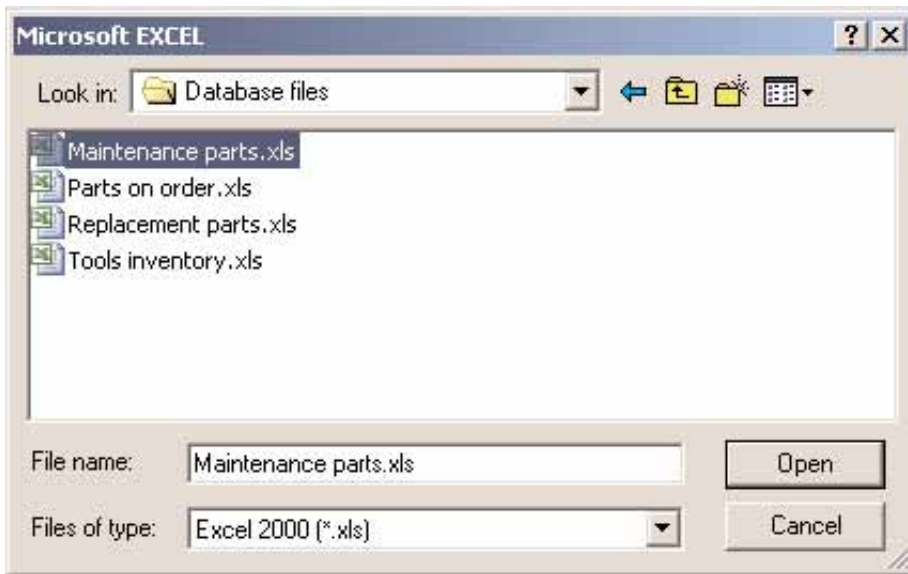 Microsoft EXCEL
Look in: Database files
Maintenance parts.xls
Parts on order.xls
Replacement parts.xls
Tools inventory.xls
File name: Maintenance parts.xls Open
Files of type: Excel 2000 (*.xls) Cancel